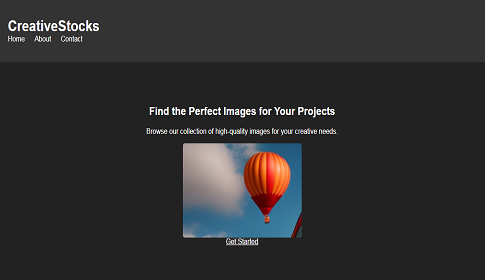 CreativeStocks
Home About Contact
Find the Perfect Images for Your Projects
Browse our collection of high-quality images for your creative needs.
Get Started